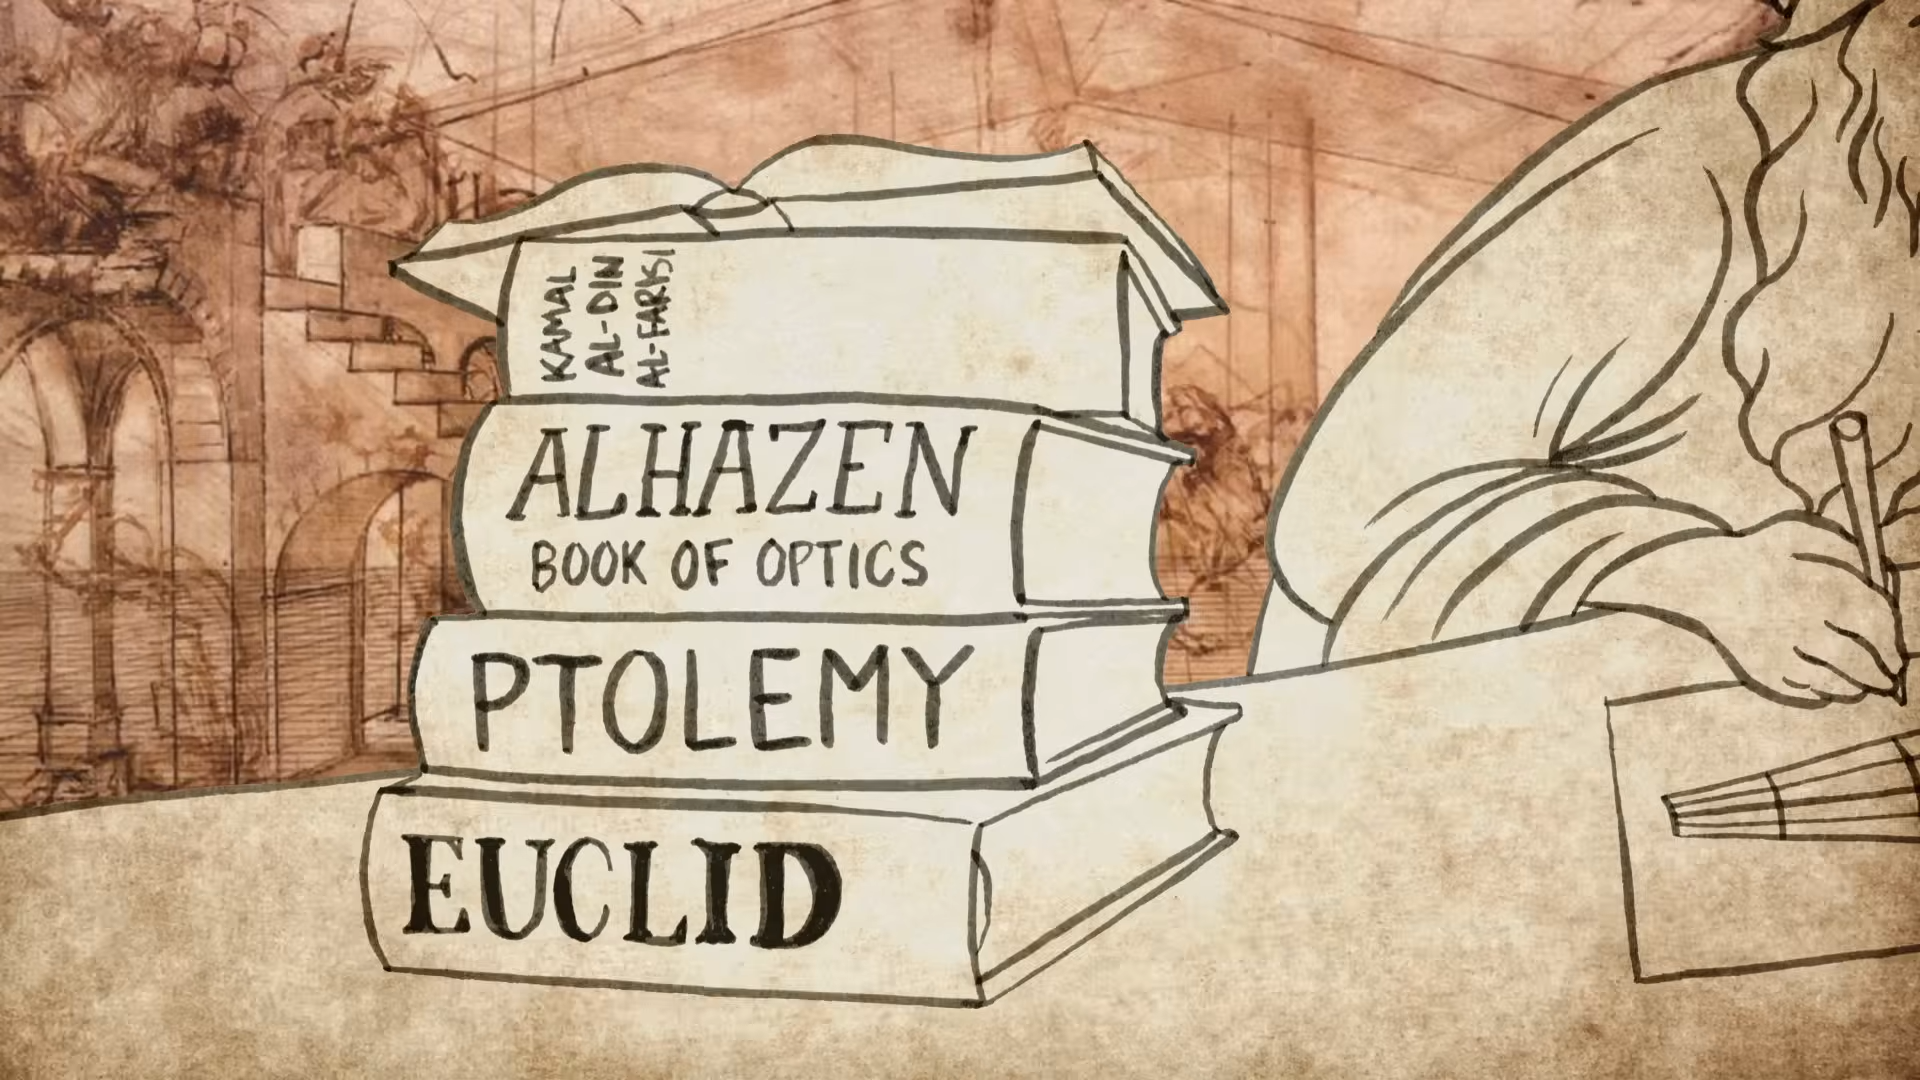 KAMAL
AL-DIN
AL-FARISI
ALHAZEN
BOOK OF OPTICS
PTOLEMY
EUCLID